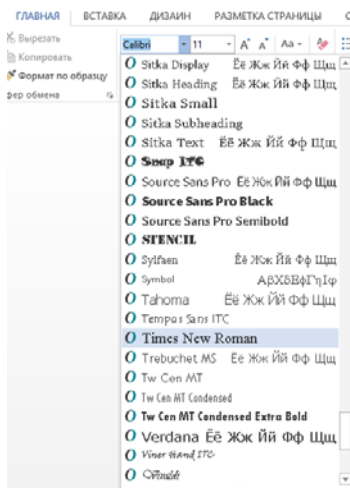 ГЛАВНАЯ ВСТАВКА ДИЗАЙН РАЗМЕТКА СТРАНИЦЫ
Вырезать
Копировать
Формат по образцу
фер обмена
Calibri 11 A A Aa
Sitka Display Ёё Жж Йй Фф Щщ
Sitka Heading Ёё Жж Йй Фф Щщ
Sitka Small
Sitka Subheading
Sitka Text Ёё Жж Йй Фф Щщ
Snap ITC
Source Sans Pro Ёё Жж Йй Фф Щщ
Source Sans Pro Black
Source Sans Pro Semibold
STENCIL
Sylfaen Ёё Жж Йй Фф Щщ
Symbol ΑβΧδΕφΓηΙφ
Tahoma Ёё Жж Йй Фф Щщ
Tempus Sans ITC
Times New Roman
Trebuchet MS Ёё Жж Йй Фф Щщ
Tw Cen MT
Tw Cen MT Condensed
Tw Cen MT Condensed Extra Bold
Verdana Ёё Жж Йй Фф Щщ
Viner Hand ITC
Vivaldi